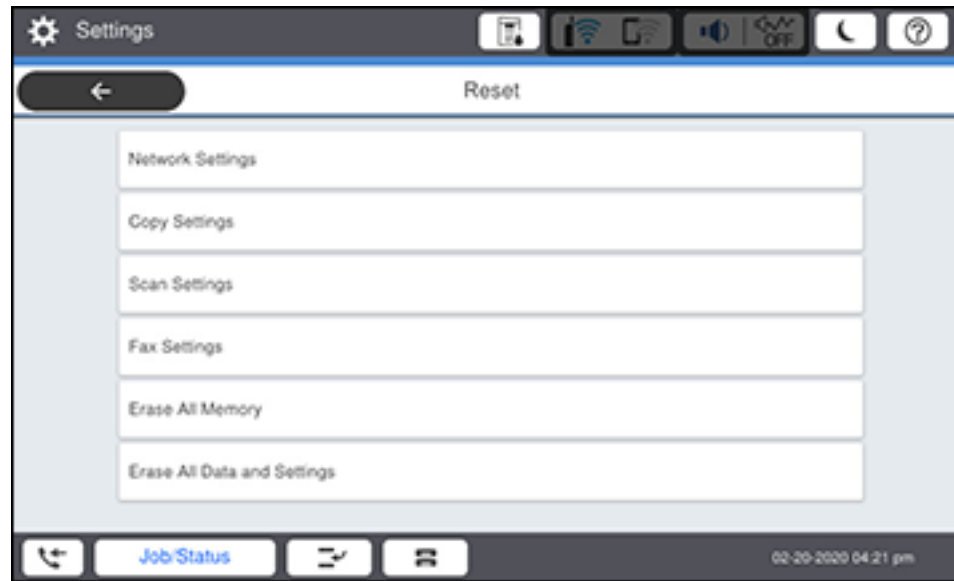 Settings
OFF
Reset
Network Settings
Copy Settings
Scan Settings
Fax Settings
Erase All Memory
Erase All Data and Settings
Job/Status
02-20-2020 04:21 pm